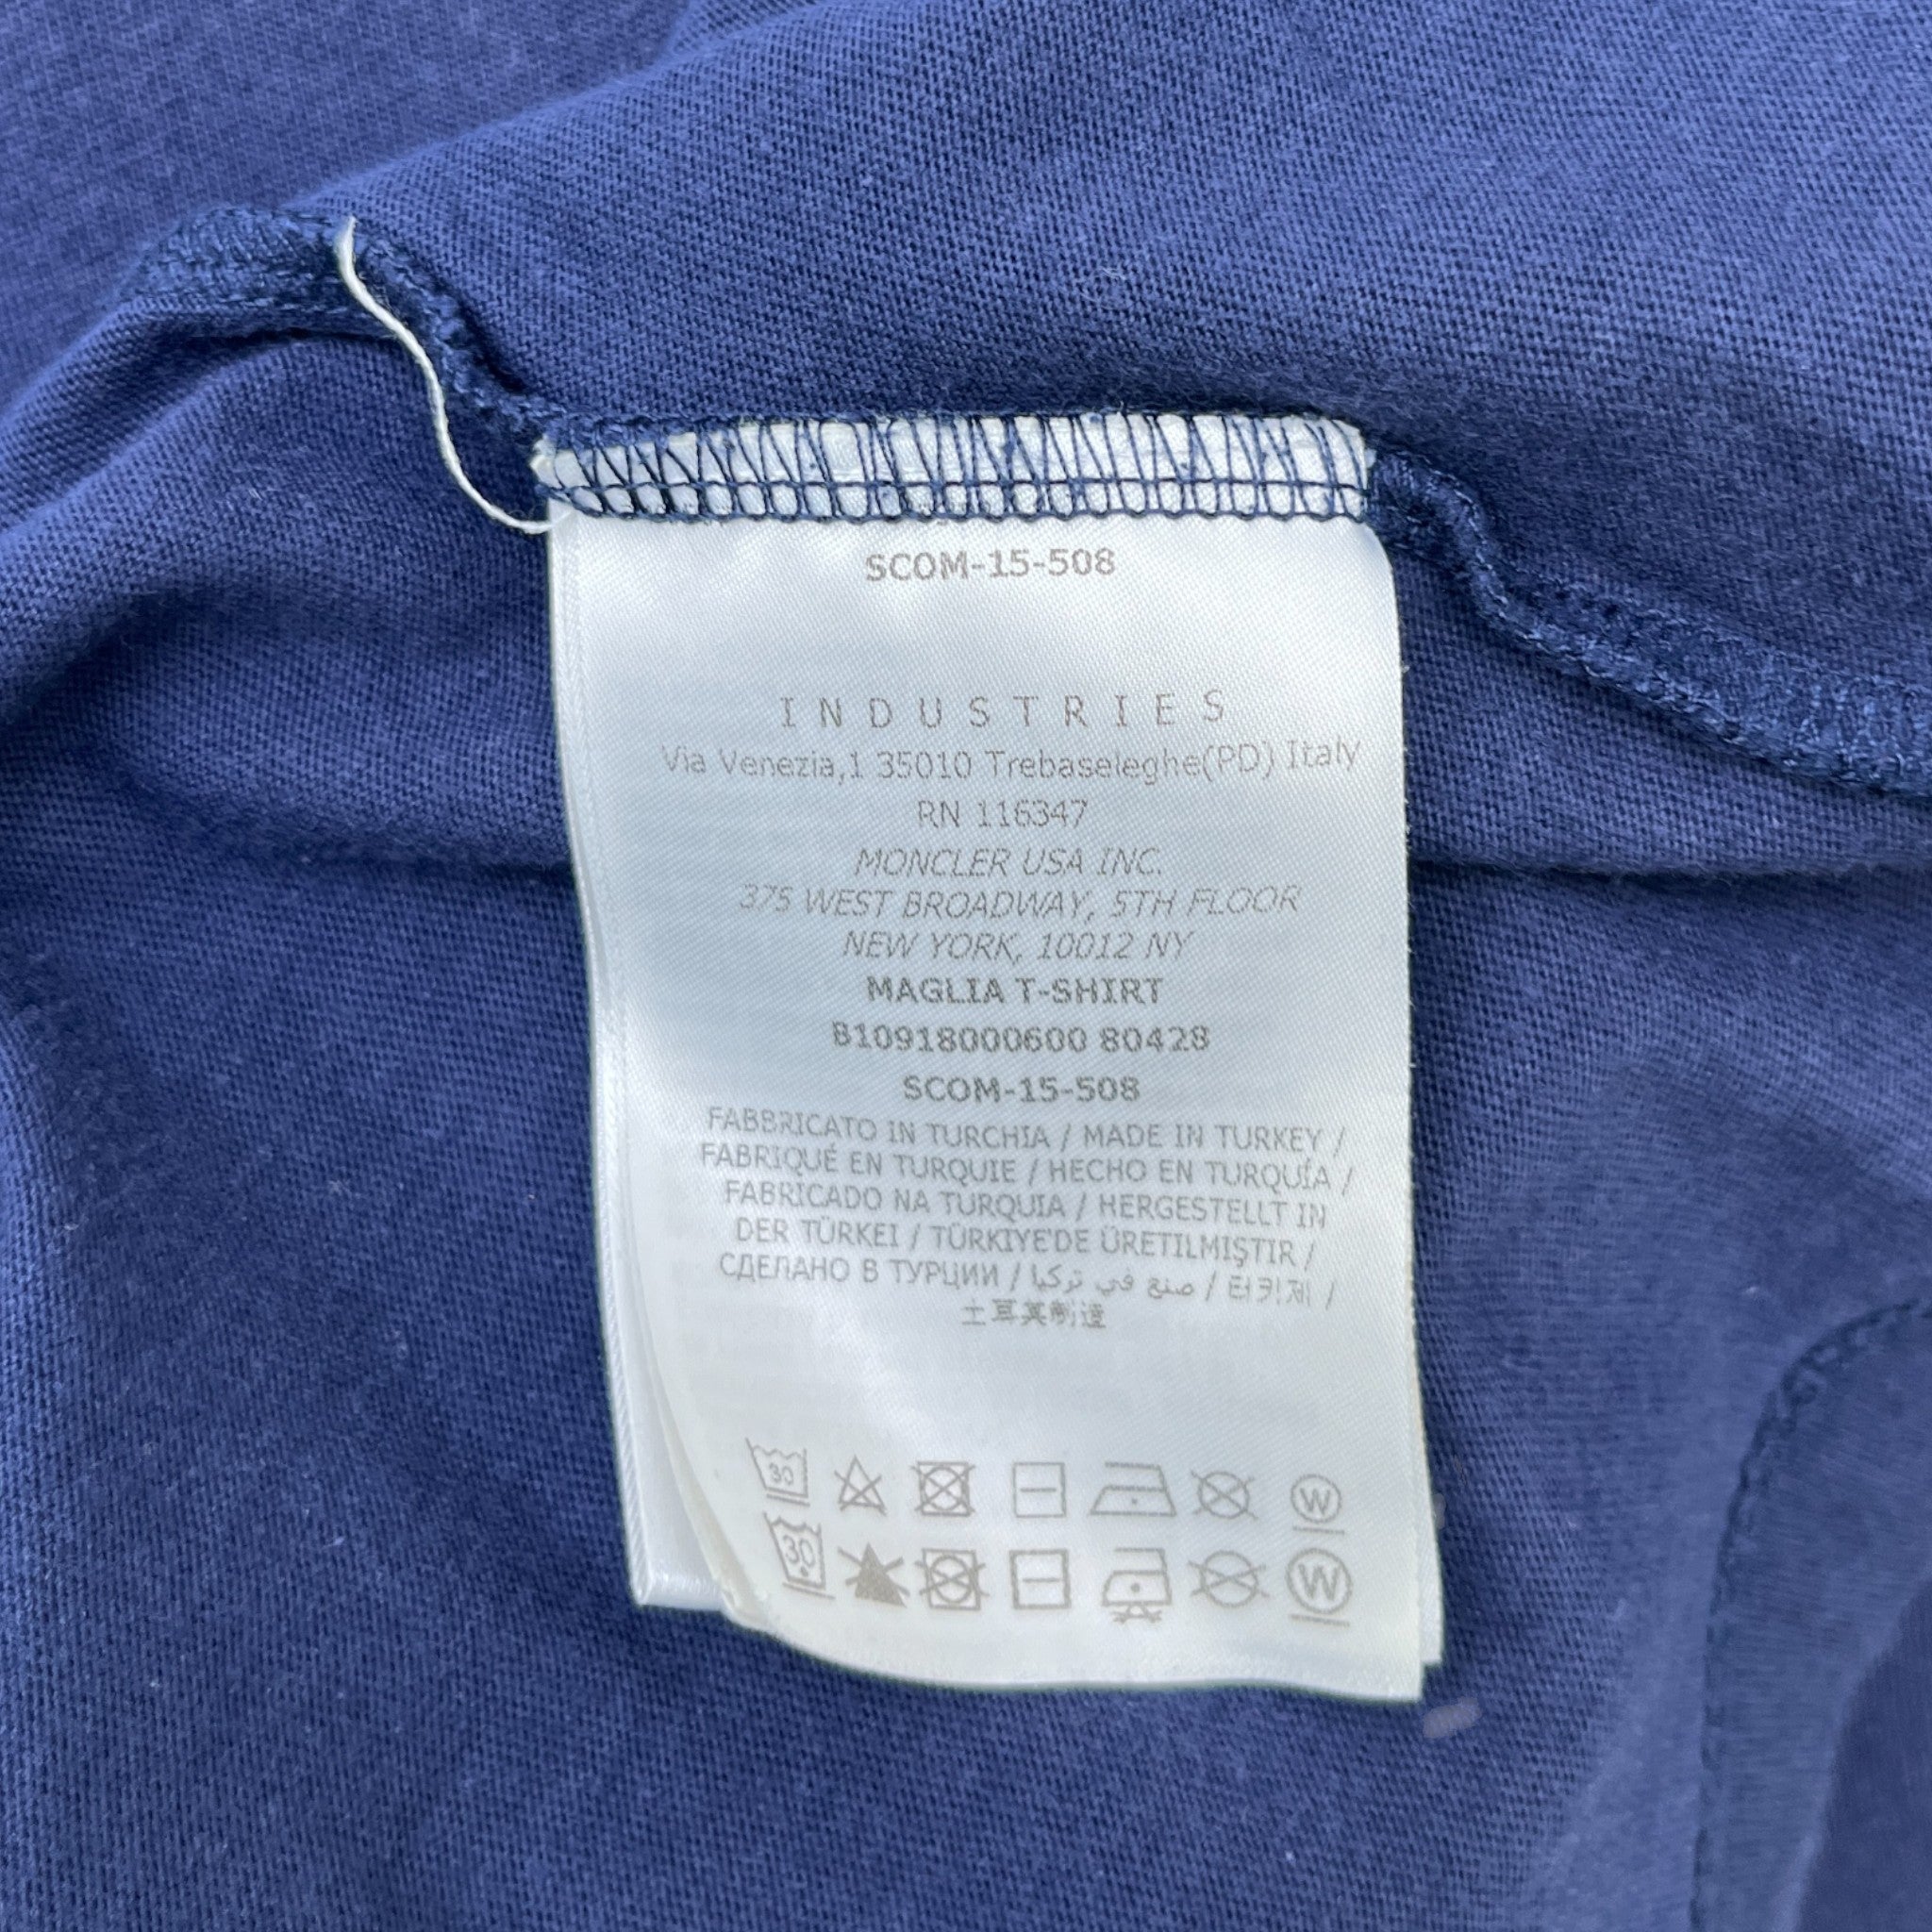 SCOM-15-508
INDUSTRIES
Via Venezia,1 35010 Trebaseleghe(PD) Italy
RN 116347
MONCLER USA INC.
375 WEST BROADWAY, 5TH FLOOR
NEW YORK, 10012 NY
MAGLIA T-SHIRT
B10918000600 80428
SCOM-15-508
FABBRICATO IN TURCHIA / MADE IN TURKEY /
FABRIQUÉ EN TURQUIE / HECHO EN TURQUÍA /
FABRICADO NA TURQUIA / HERGESTELLT IN
DER TÜRKEI / TÜRKIYE'DE ÜRETILMIŞTIR /
СДЕЛАНО В ТУРЦИИ / صنع في تركيا / 터키제 /
土耳其制造
30 W
30 W